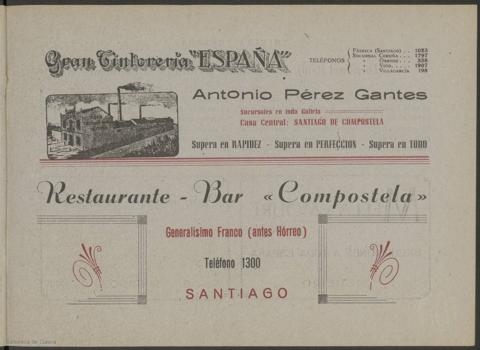 Gran Tintorería "ESPAÑA"
TELÉFONOS
FÁBRICA (SANTIAGO) . . 1023
SUCURSAL CORUÑA . . . 1797
» ORENSE . . . 338
» VIGO . . . 1907
» VILLAGARCÍA 198
Antonio Pérez Gantes
Sucursales en toda Galicia
Casa Central: SANTIAGO DE COMPOSTELA
Supera en RAPIDEZ - Supera en PERFECCION - Supera en TODO
Restaurante - Bar «Compostela»
Generalísimo Franco (antes Hórreo)
Teléfono 1300
SANTIAGO